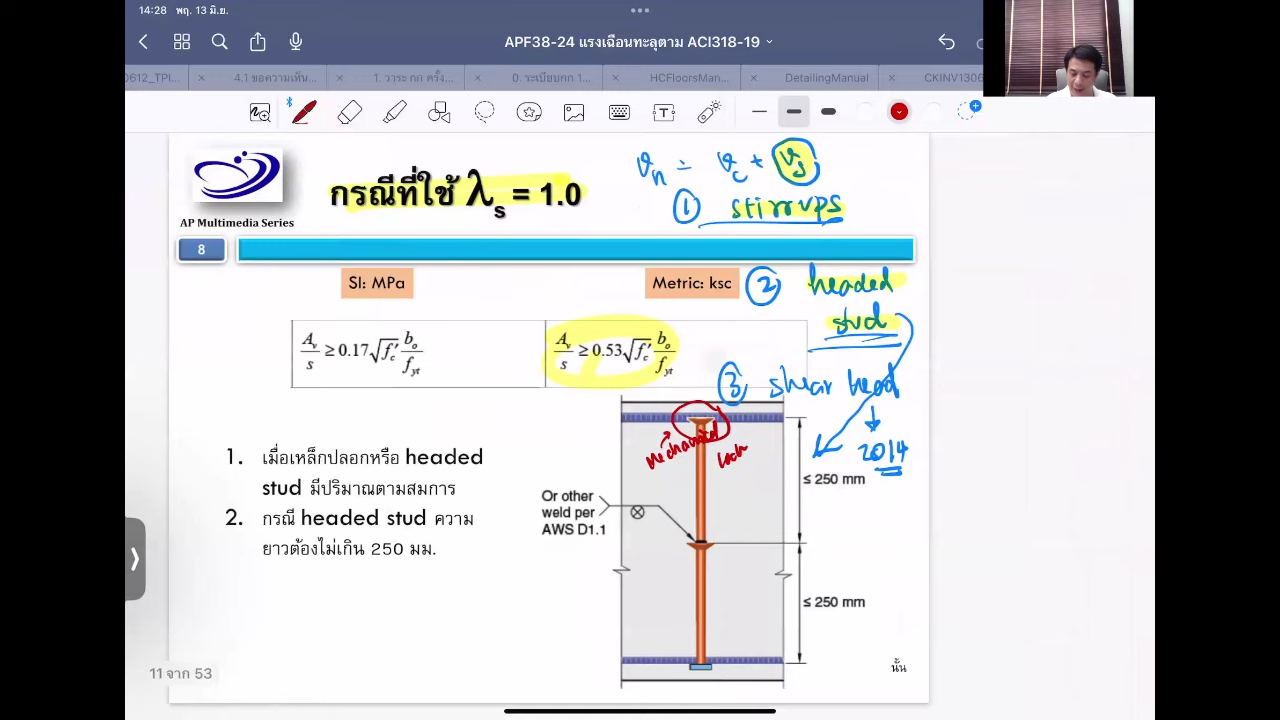 14:28 พฤ. 13 มิ.ย.
APF38-24 แรงเฉือนทะลุตาม ACI318-19
0612_TPI...
4.1 ขอความเห็น...
1. วาระ กก ครั้ง...
0. ระเบียบกก 1...
HCFloorsMan...
DetailingManual
CKINV1306
AP Multimedia Series
กรณีที่ใช้ λs = 1.0
vn = vc + vs
① stirrups
8
SI: MPa
Metric: ksc
② headed
stud
Av/s ≥ 0.17√fc′ bo/fyt
Av/s ≥ 0.53√fc′ bo/fyt
③ shear head
2014
mechanical
1. เมื่อเหล็กปลอกหรือ headed
stud มีปริมาณตามสมการ
2. กรณี headed stud ความ
ยาวต้องไม่เกิน 250 มม.
Or other
weld per
AWS D1.1
≤ 250 mm
≤ 250 mm
นั้น
11 จาก 53